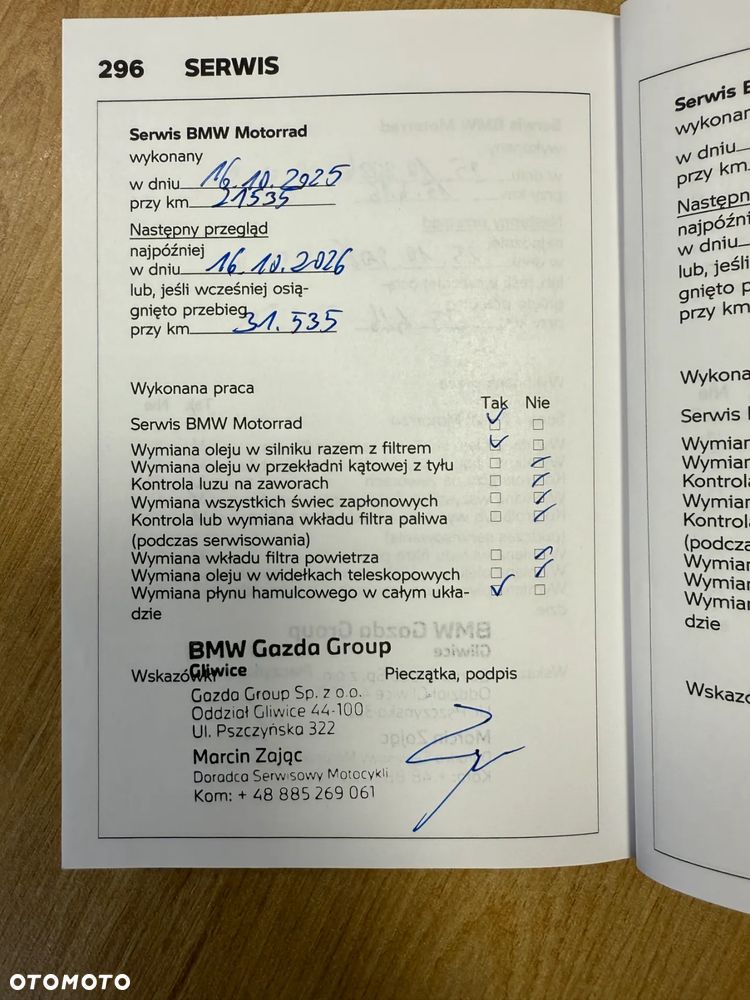 296 SERWIS
Serwis BMW Motorrad
wykonany
w dniu 16.10.2025
przy km 21535
Następny przegląd
najpóźniej
w dniu 16.10.2026
lub, jeśli wcześniej osią-
gnięto przebieg
przy km 31.535
Wykonana praca
Tak Nie
Serwis BMW Motorrad
Wymiana oleju w silniku razem z filtrem
Wymiana oleju w przekładni kątowej z tyłu
Kontrola luzu na zaworach
Wymiana wszystkich świec zapłonowych
Kontrola lub wymiana wkładu filtra paliwa
(podczas serwisowania)
Wymiana wkładu filtra powietrza
Wymiana oleju w widełkach teleskopowych
Wymiana płynu hamulcowego w całym ukła-
dzie
BMW Gazda Group
Gliwice
Wskazówki Pieczątka, podpis
Gazda Group Sp. z o.o.
Oddział Gliwice 44-100
Ul. Pszczyńska 322
Marcin Zając
Doradca Serwisowy Motocykli
Kom: + 48 885 269 061
Serwis B
wykonan
w dniu
przy km
Następn
najpóźni
w dniu
lub, jeśli
gnięto p
przy km
Wykona
Serwis
Wymian
Wymian
Kontrola
Wymian
Kontrol
(podcza
Wymian
Wymian
Wymian
dzie
Wskazó
OTOMOTO